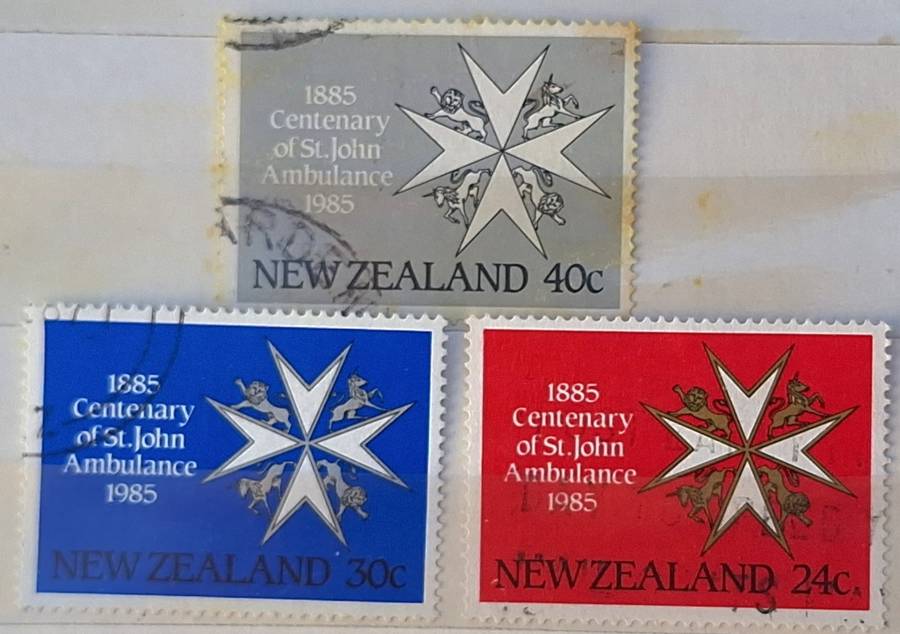 1885
Centenary
of St. John
Ambulance
1985
NEW ZEALAND 40c
1885
Centenary
of St. John
Ambulance
1985
NEW ZEALAND 30c
1885
Centenary
of St. John
Ambulance
1985
NEW ZEALAND 24c